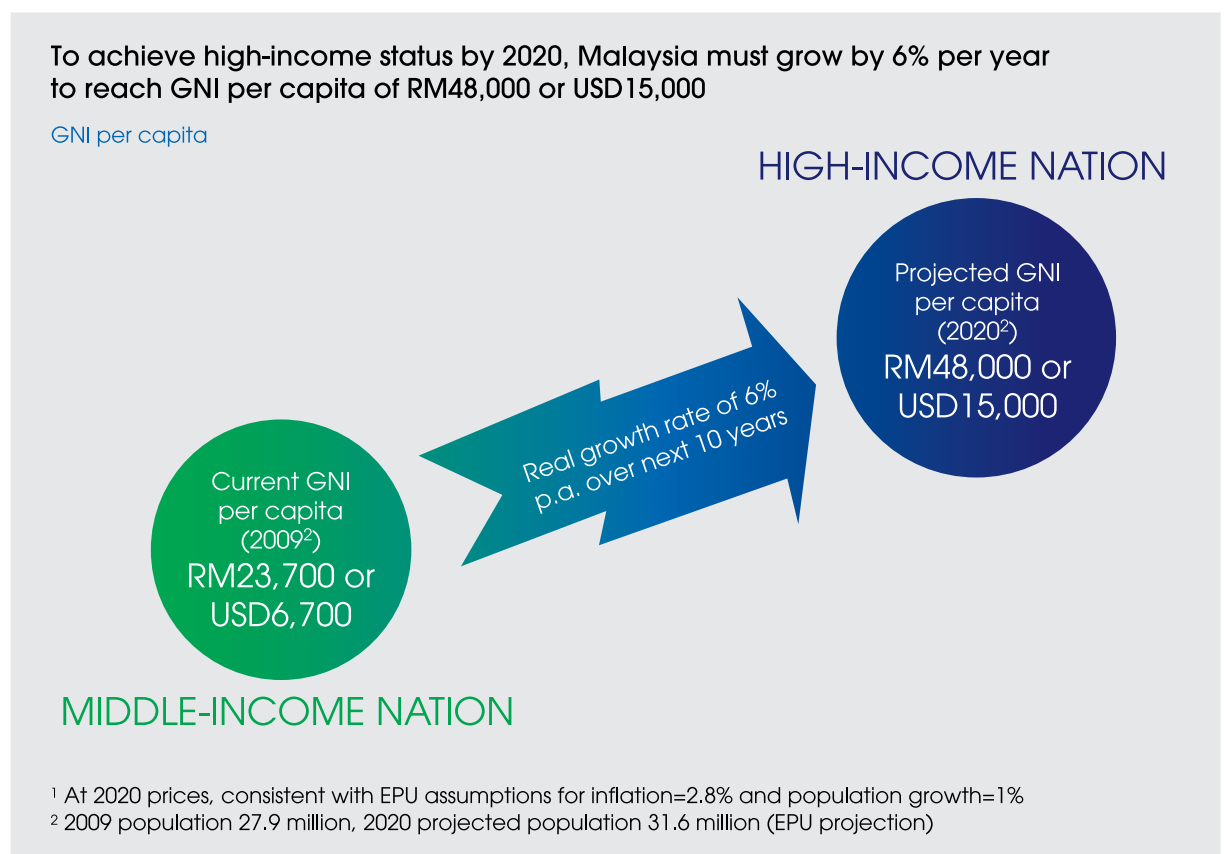 To achieve high-income status by 2020, Malaysia must grow by 6% per year
to reach GNI per capita of RM48,000 or USD15,000
GNI per capita
HIGH-INCOME NATION
Projected GNI
per capita
(2020²)
RM48,000 or
USD15,000
Real growth rate of 6%
p.a. over next 10 years
Current GNI
per capita
(2009²)
RM23,700 or
USD6,700
MIDDLE-INCOME NATION
¹ At 2020 prices, consistent with EPU assumptions for inflation=2.8% and population growth=1%
² 2009 population 27.9 million, 2020 projected population 31.6 million (EPU projection)